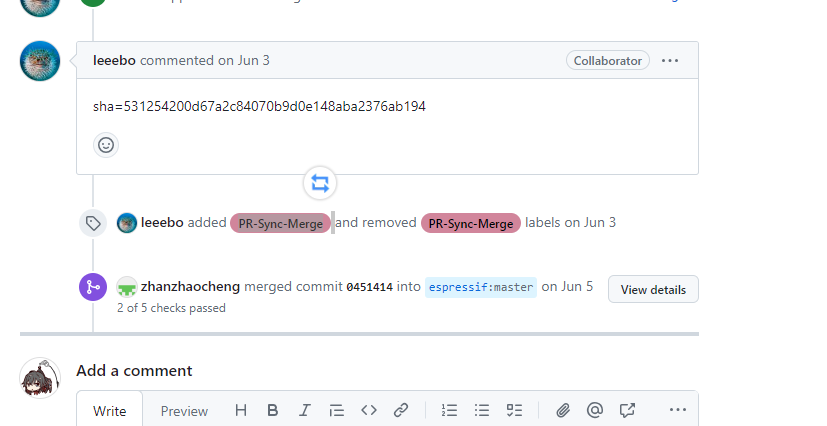 leeebo commented on Jun 3
Collaborator
sha=531254200d67a2c84070b9d0e148aba2376ab194
leeebo added PR-Sync-Merge and removed PR-Sync-Merge labels on Jun 3
zhanzhaocheng merged commit 0451414 into espressif:master on Jun 5
View details
2 of 5 checks passed
Add a comment
Write
Preview